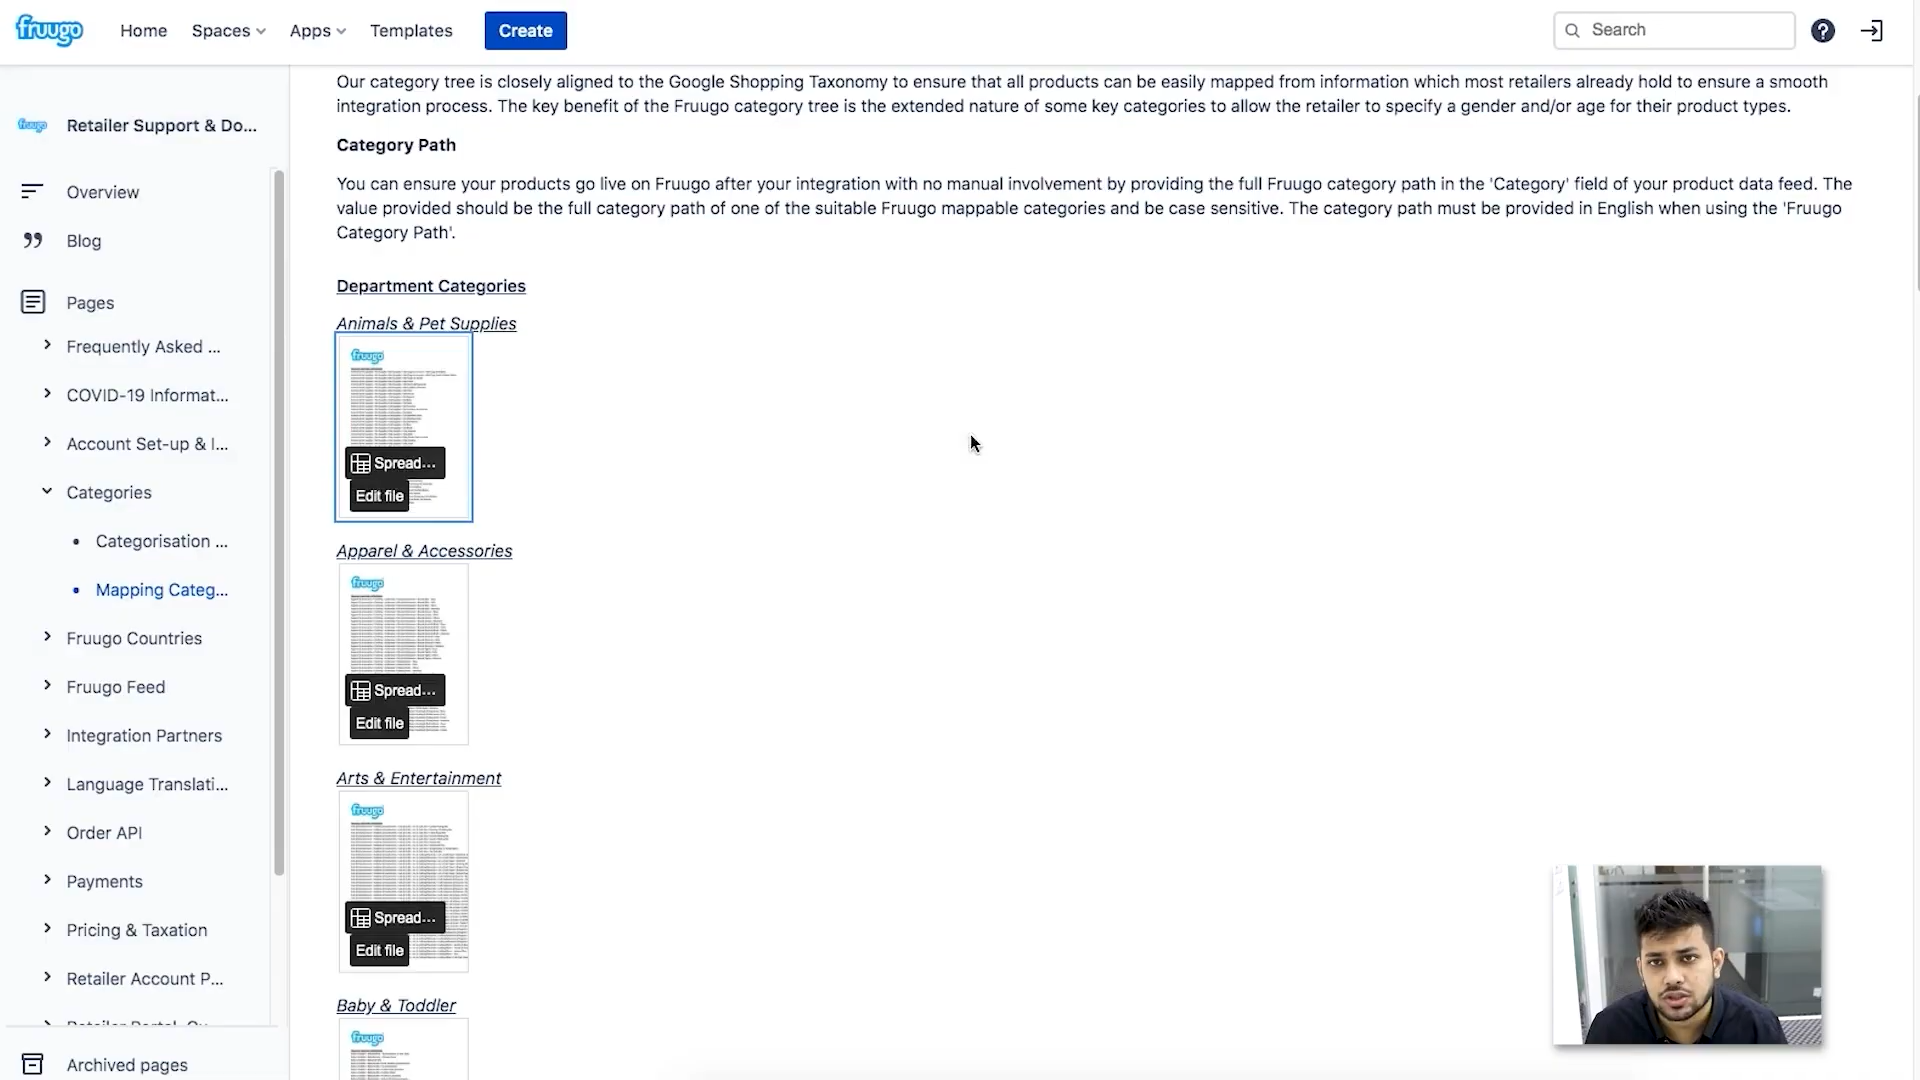 fruugo
Home
Spaces
Apps
Templates
Create
Search
?
fruugo
Retailer Support & Do...
Overview
Blog
Pages
Frequently Asked ...
COVID-19 Informat...
Account Set-up & I...
Categories
Categorisation ...
Mapping Categ...
Fruugo Countries
Fruugo Feed
Integration Partners
Language Translati...
Order API
Payments
Pricing & Taxation
Retailer Account P...
Archived pages
Our category tree is closely aligned to the Google Shopping Taxonomy to ensure that all products can be easily mapped from information which most retailers already hold to ensure a smooth
integration process. The key benefit of the Fruugo category tree is the extended nature of some key categories to allow the retailer to specify a gender and/or age for their product types.
Category Path
You can ensure your products go live on Fruugo after your integration with no manual involvement by providing the full Fruugo category path in the 'Category' field of your product data feed. The
value provided should be the full category path of one of the suitable Fruugo mappable categories and be case sensitive. The category path must be provided in English when using the 'Fruugo
Category Path'.
Department Categories
Animals & Pet Supplies
fruugo
Spread...
Edit file
Apparel & Accessories
fruugo
Spread...
Edit file
Arts & Entertainment
fruugo
Spread...
Edit file
Baby & Toddler
fruugo